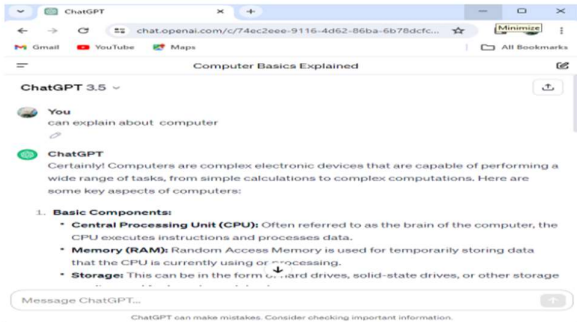 ChatGPT
chat.openai.com/c/74ec2eee-9116-4d62-86ba-6b78dcfc...
Minimize
Gmail YouTube Maps All Bookmarks
Computer Basics Explained
ChatGPT 3.5
You
can explain about computer
ChatGPT
Certainly! Computers are complex electronic devices that are capable of performing a
wide range of tasks, from simple calculations to complex computations. Here are
some key aspects of computers:
1. Basic Components:
• Central Processing Unit (CPU): Often referred to as the brain of the computer, the
CPU executes instructions and processes data.
• Memory (RAM): Random Access Memory is used for temporarily storing data
that the CPU is currently using or processing.
• Storage: This can be in the form hard drives, solid-state drives, or other storage
Message ChatGPT...
ChatGPT can make mistakes. Consider checking important information.